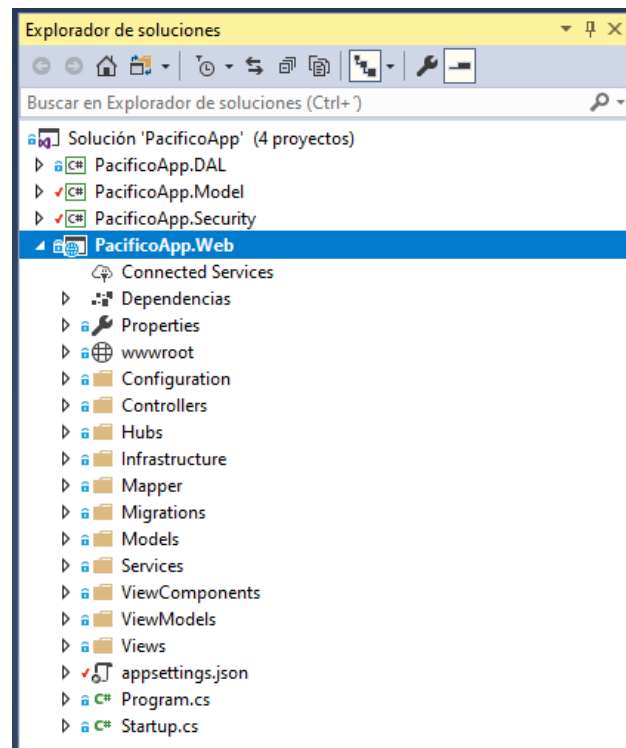 Explorador de soluciones
Buscar en Explorador de soluciones (Ctrl+´)
Solución 'PacificoApp' (4 proyectos)
C# PacificoApp.DAL
C# PacificoApp.Model
C# PacificoApp.Security
PacificoApp.Web
Connected Services
Dependencias
Properties
wwwroot
Configuration
Controllers
Hubs
Infrastructure
Mapper
Migrations
Models
Services
ViewComponents
ViewModels
Views
appsettings.json
C# Program.cs
C# Startup.cs